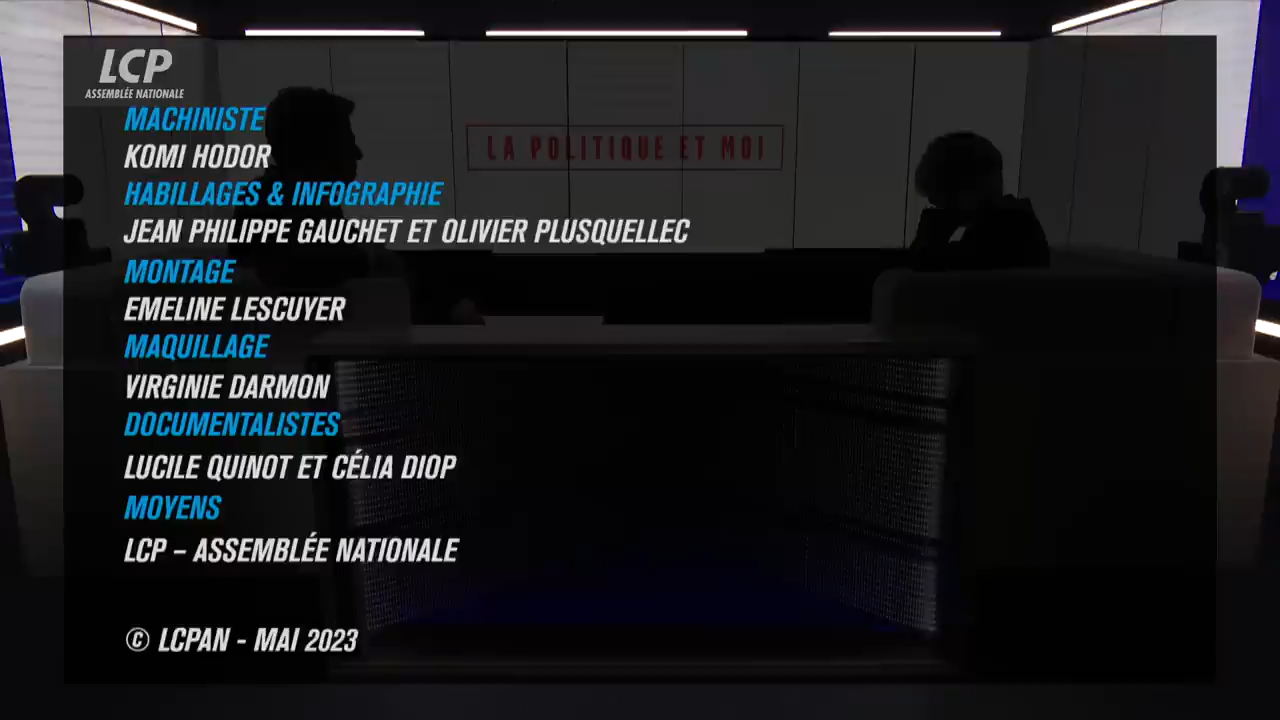 LCP
ASSEMBLÉE NATIONALE
MACHINISTE
KOMI HODOR
LA POLITIQUE ET MOI
HABILLAGES & INFOGRAPHIE
JEAN PHILIPPE GAUCHET ET OLIVIER PLUSQUELLEC
MONTAGE
EMELINE LESCUYER
MAQUILLAGE
VIRGINIE DARMON
DOCUMENTALISTES
LUCILE QUINOT ET CÉLIA DIOP
MOYENS
LCP – ASSEMBLÉE NATIONALE
© LCPAN - MAI 2023